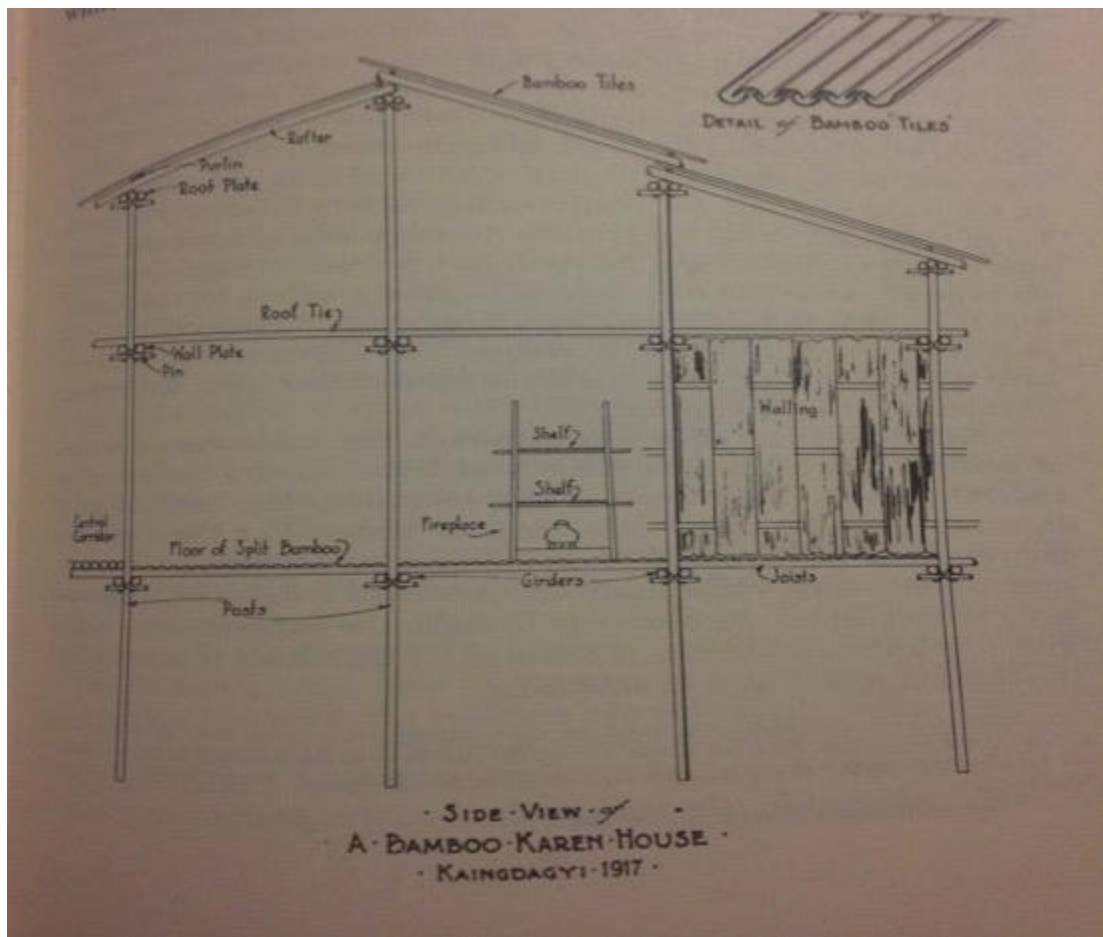 Bamboo Tiles
DETAIL of BAMBOO "TILES"
Rafter
Purlin
Roof Plate
Roof Tie
Wall Plate
Pin
Walling
Shelf
Shelf
Fireplace
Central
Corridor
Floor of Split Bamboo
Girders
Joists
Posts
· SIDE · VIEW · of ·
· A · BAMBOO · KAREN · HOUSE ·
· KAINGDAGYI · 1917 ·